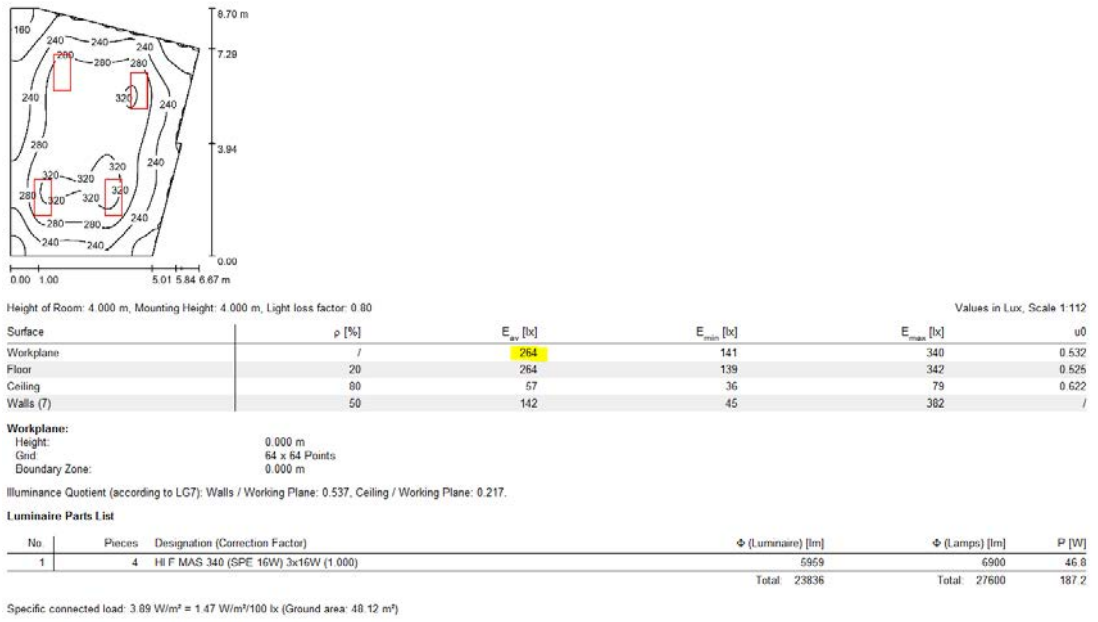 8.70 m
160
240 240 240
280 280 280
7.29
240 320 240
280
3.94
320 320 320 240
280 320 320 320
280 280 240
240 240
0.00
0.00 1.00 5.01 5.84 6.67 m
Height of Room: 4.000 m, Mounting Height: 4.000 m, Light loss factor: 0.80 Values in Lux, Scale 1:112
Surface ρ [%] Eav [lx] Emin [lx] Emax [lx] u0
Workplane / 264 141 340 0.532
Floor 20 264 139 342 0.525
Ceiling 80 57 36 79 0.622
Walls (7) 50 142 45 382 /
Workplane:
Height: 0.000 m
Grid: 64 x 64 Points
Boundary Zone: 0.000 m
Illuminance Quotient (according to LG7): Walls / Working Plane: 0.537, Ceiling / Working Plane: 0.217.
Luminaire Parts List
No. Pieces Designation (Correction Factor) Φ (Luminaire) [lm] Φ (Lamps) [lm] P [W]
1 4 HI F MAS 340 (SPE 16W) 3x16W (1.000) 5959 6900 46.8
Total: 23836 Total: 27600 187.2
Specific connected load: 3.89 W/m² = 1.47 W/m²/100 lx (Ground area: 48.12 m²)